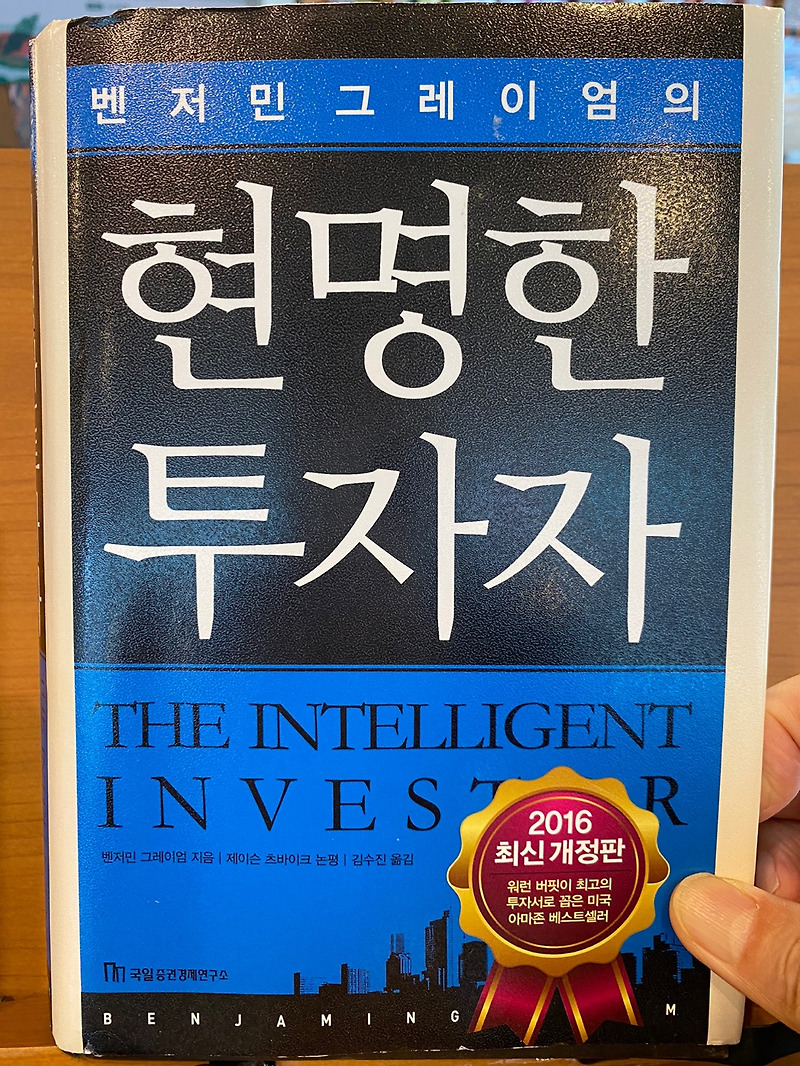 벤저민그레이엄의
현명한
투자자
THE INTELLIGENT
INVEST R
벤저민 그레이엄 지음 | 제이슨 츠바이크 논평 | 김수진 옮김
2016
최신 개정판
워런 버핏이 최고의
투자서로 꼽은 미국
아마존 베스트셀러
국일증권경제연구소
BENJAMING M